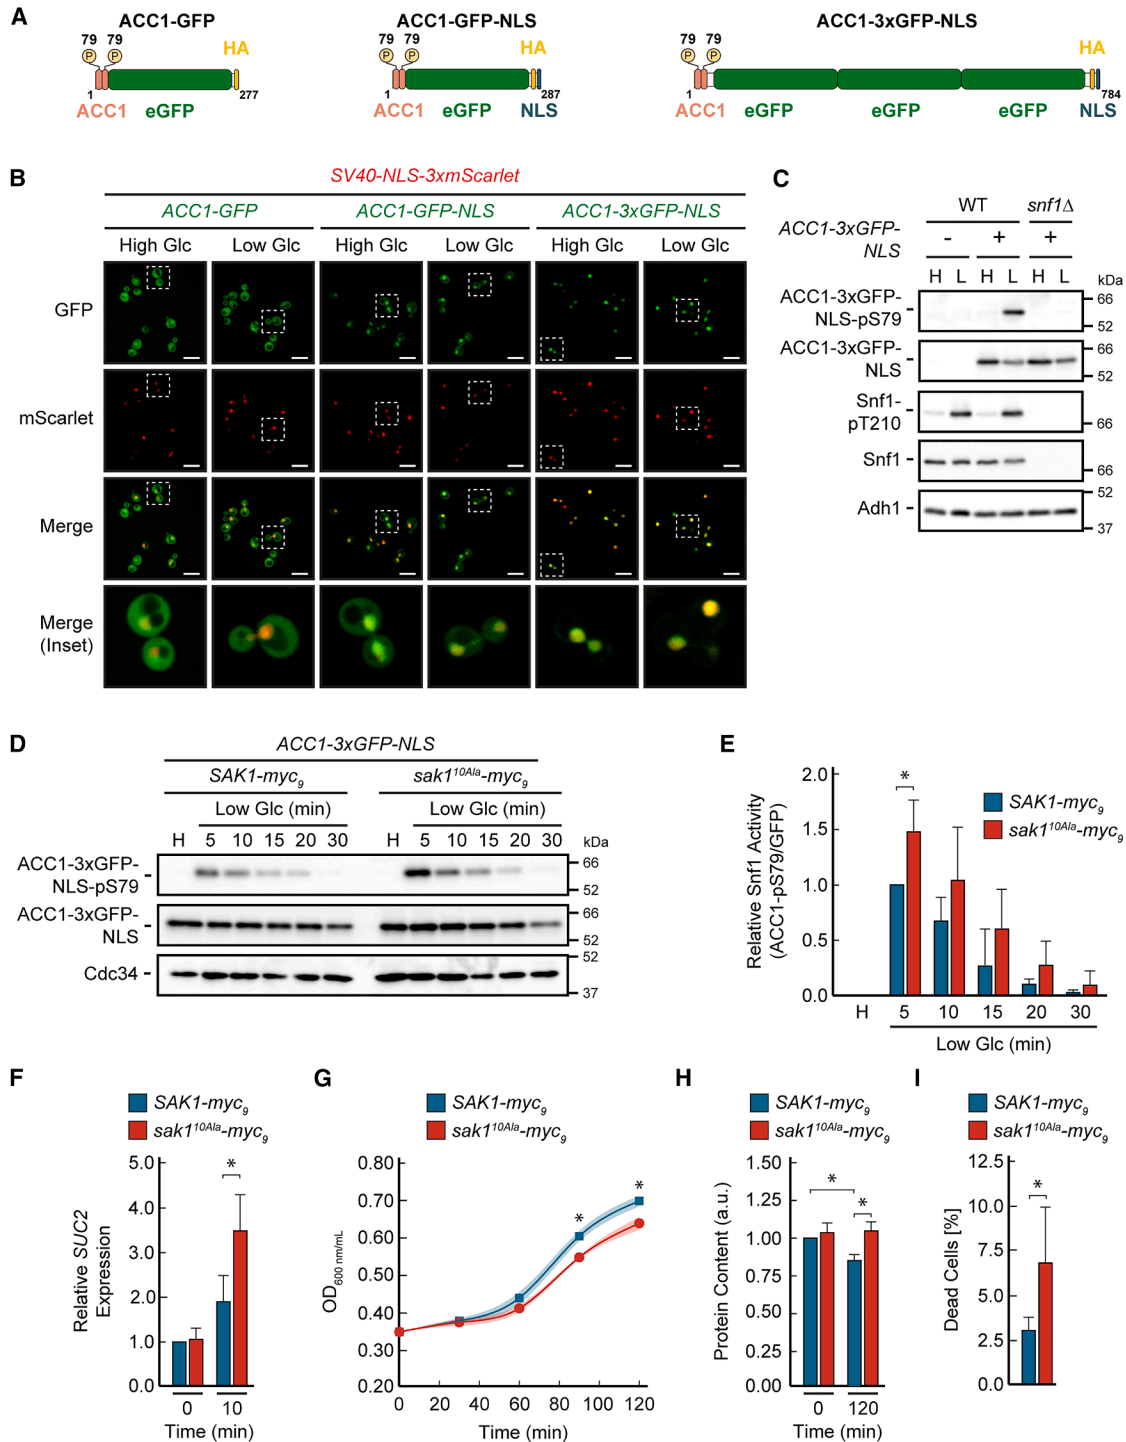 A
ACC1-GFP
79 79
P P
HA
1
277
ACC1 eGFP
ACC1-GFP-NLS
79 79
P P
HA
1
287
ACC1 eGFP NLS
ACC1-3xGFP-NLS
79 79
P P
HA
1
784
ACC1 eGFP eGFP eGFP NLS
B
SV40-NLS-3xmScarlet
ACC1-GFP ACC1-GFP-NLS ACC1-3xGFP-NLS
High Glc Low Glc High Glc Low Glc High Glc Low Glc
GFP
mScarlet
Merge
Merge
(Inset)
C
WT snf1Δ
ACC1-3xGFP-
NLS
- + +
H L H L H L
kDa
ACC1-3xGFP-
NLS-pS79
66
52
ACC1-3xGFP-
NLS
66
52
Snf1-
pT210
66
Snf1
66
Adh1
52
37
D
ACC1-3xGFP-NLS
SAK1-myc9 sak110Ala-myc9
Low Glc (min) Low Glc (min)
H 5 10 15 20 30 H 5 10 15 20 30
kDa
ACC1-3xGFP-
NLS-pS79
66
52
ACC1-3xGFP-
NLS
66
52
Cdc34
52
37
E
SAK1-myc9
sak110Ala-myc9
*
Relative Snf1 Activity
(ACC1-pS79/GFP)
2.0
1.5
1.0
0.5
0.0
H 5 10 15 20 30
Low Glc (min)
F
SAK1-myc9
sak110Ala-myc9
*
Relative SUC2
Expression
5.0
4.0
3.0
2.0
1.0
0.0
0 10
Time (min)
G
SAK1-myc9
sak110Ala-myc9
* *
OD600 nm/mL
0.80
0.70
0.60
0.50
0.40
0.30
0.20
0 20 40 60 80 100 120
Time (min)
H
SAK1-myc9
sak110Ala-myc9
* *
Protein Content (a.u.)
1.50
1.25
1.00
0.75
0.50
0.25
0.00
0 120
Time (min)
I
SAK1-myc9
sak110Ala-myc9
*
Dead Cells [%]
12.5
10.0
7.5
5.0
2.5
0.0